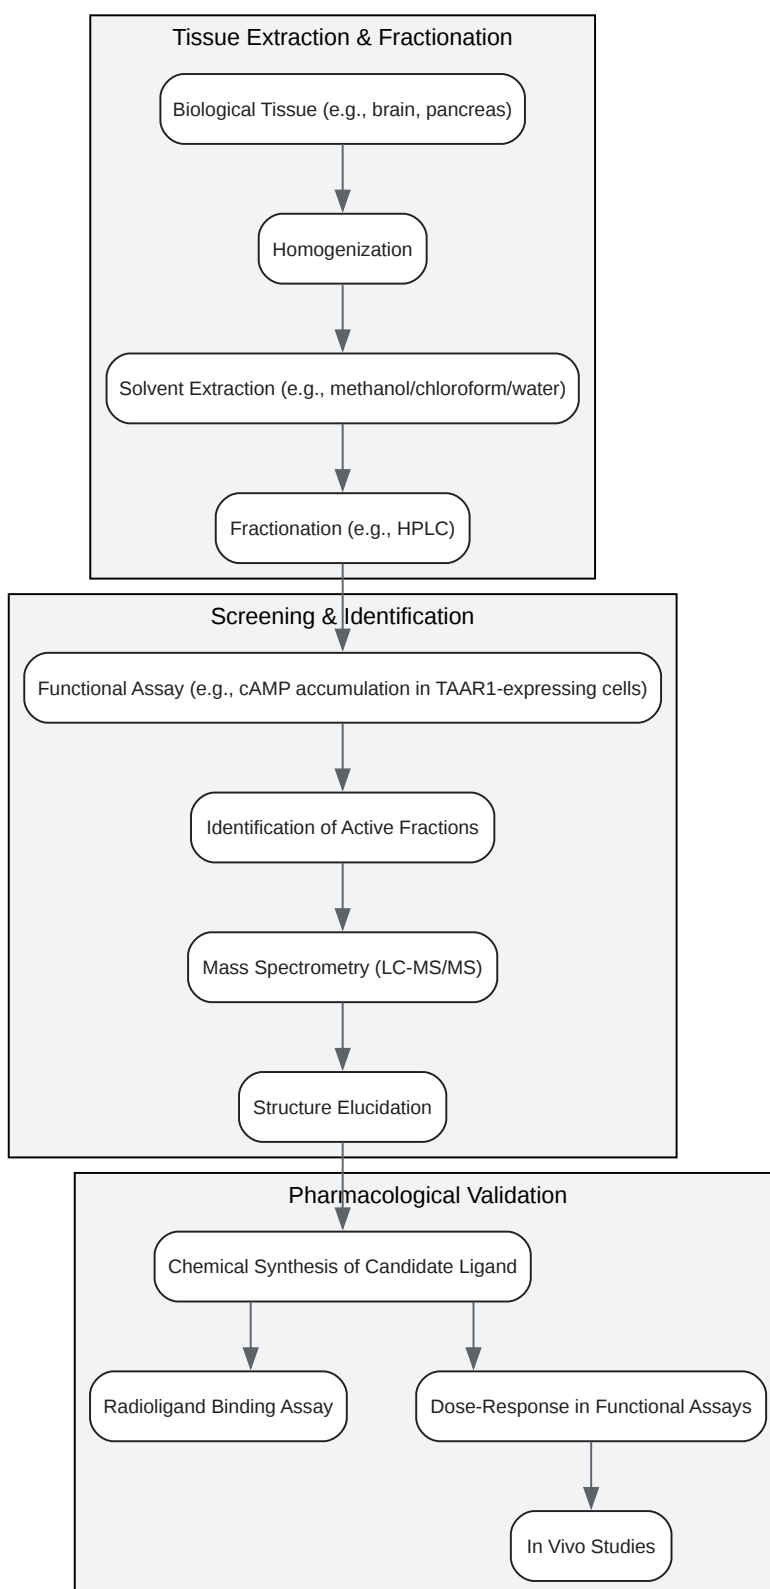 Tissue Extraction & Fractionation
Biological Tissue (e.g., brain, pancreas)
Homogenization
Solvent Extraction (e.g., methanol/chloroform/water)
Fractionation (e.g., HPLC)
Screening & Identification
Functional Assay (e.g., cAMP accumulation in TAAR1-expressing cells)
Identification of Active Fractions
Mass Spectrometry (LC-MS/MS)
Structure Elucidation
Pharmacological Validation
Chemical Synthesis of Candidate Ligand
Radioligand Binding Assay
Dose-Response in Functional Assays
In Vivo Studies